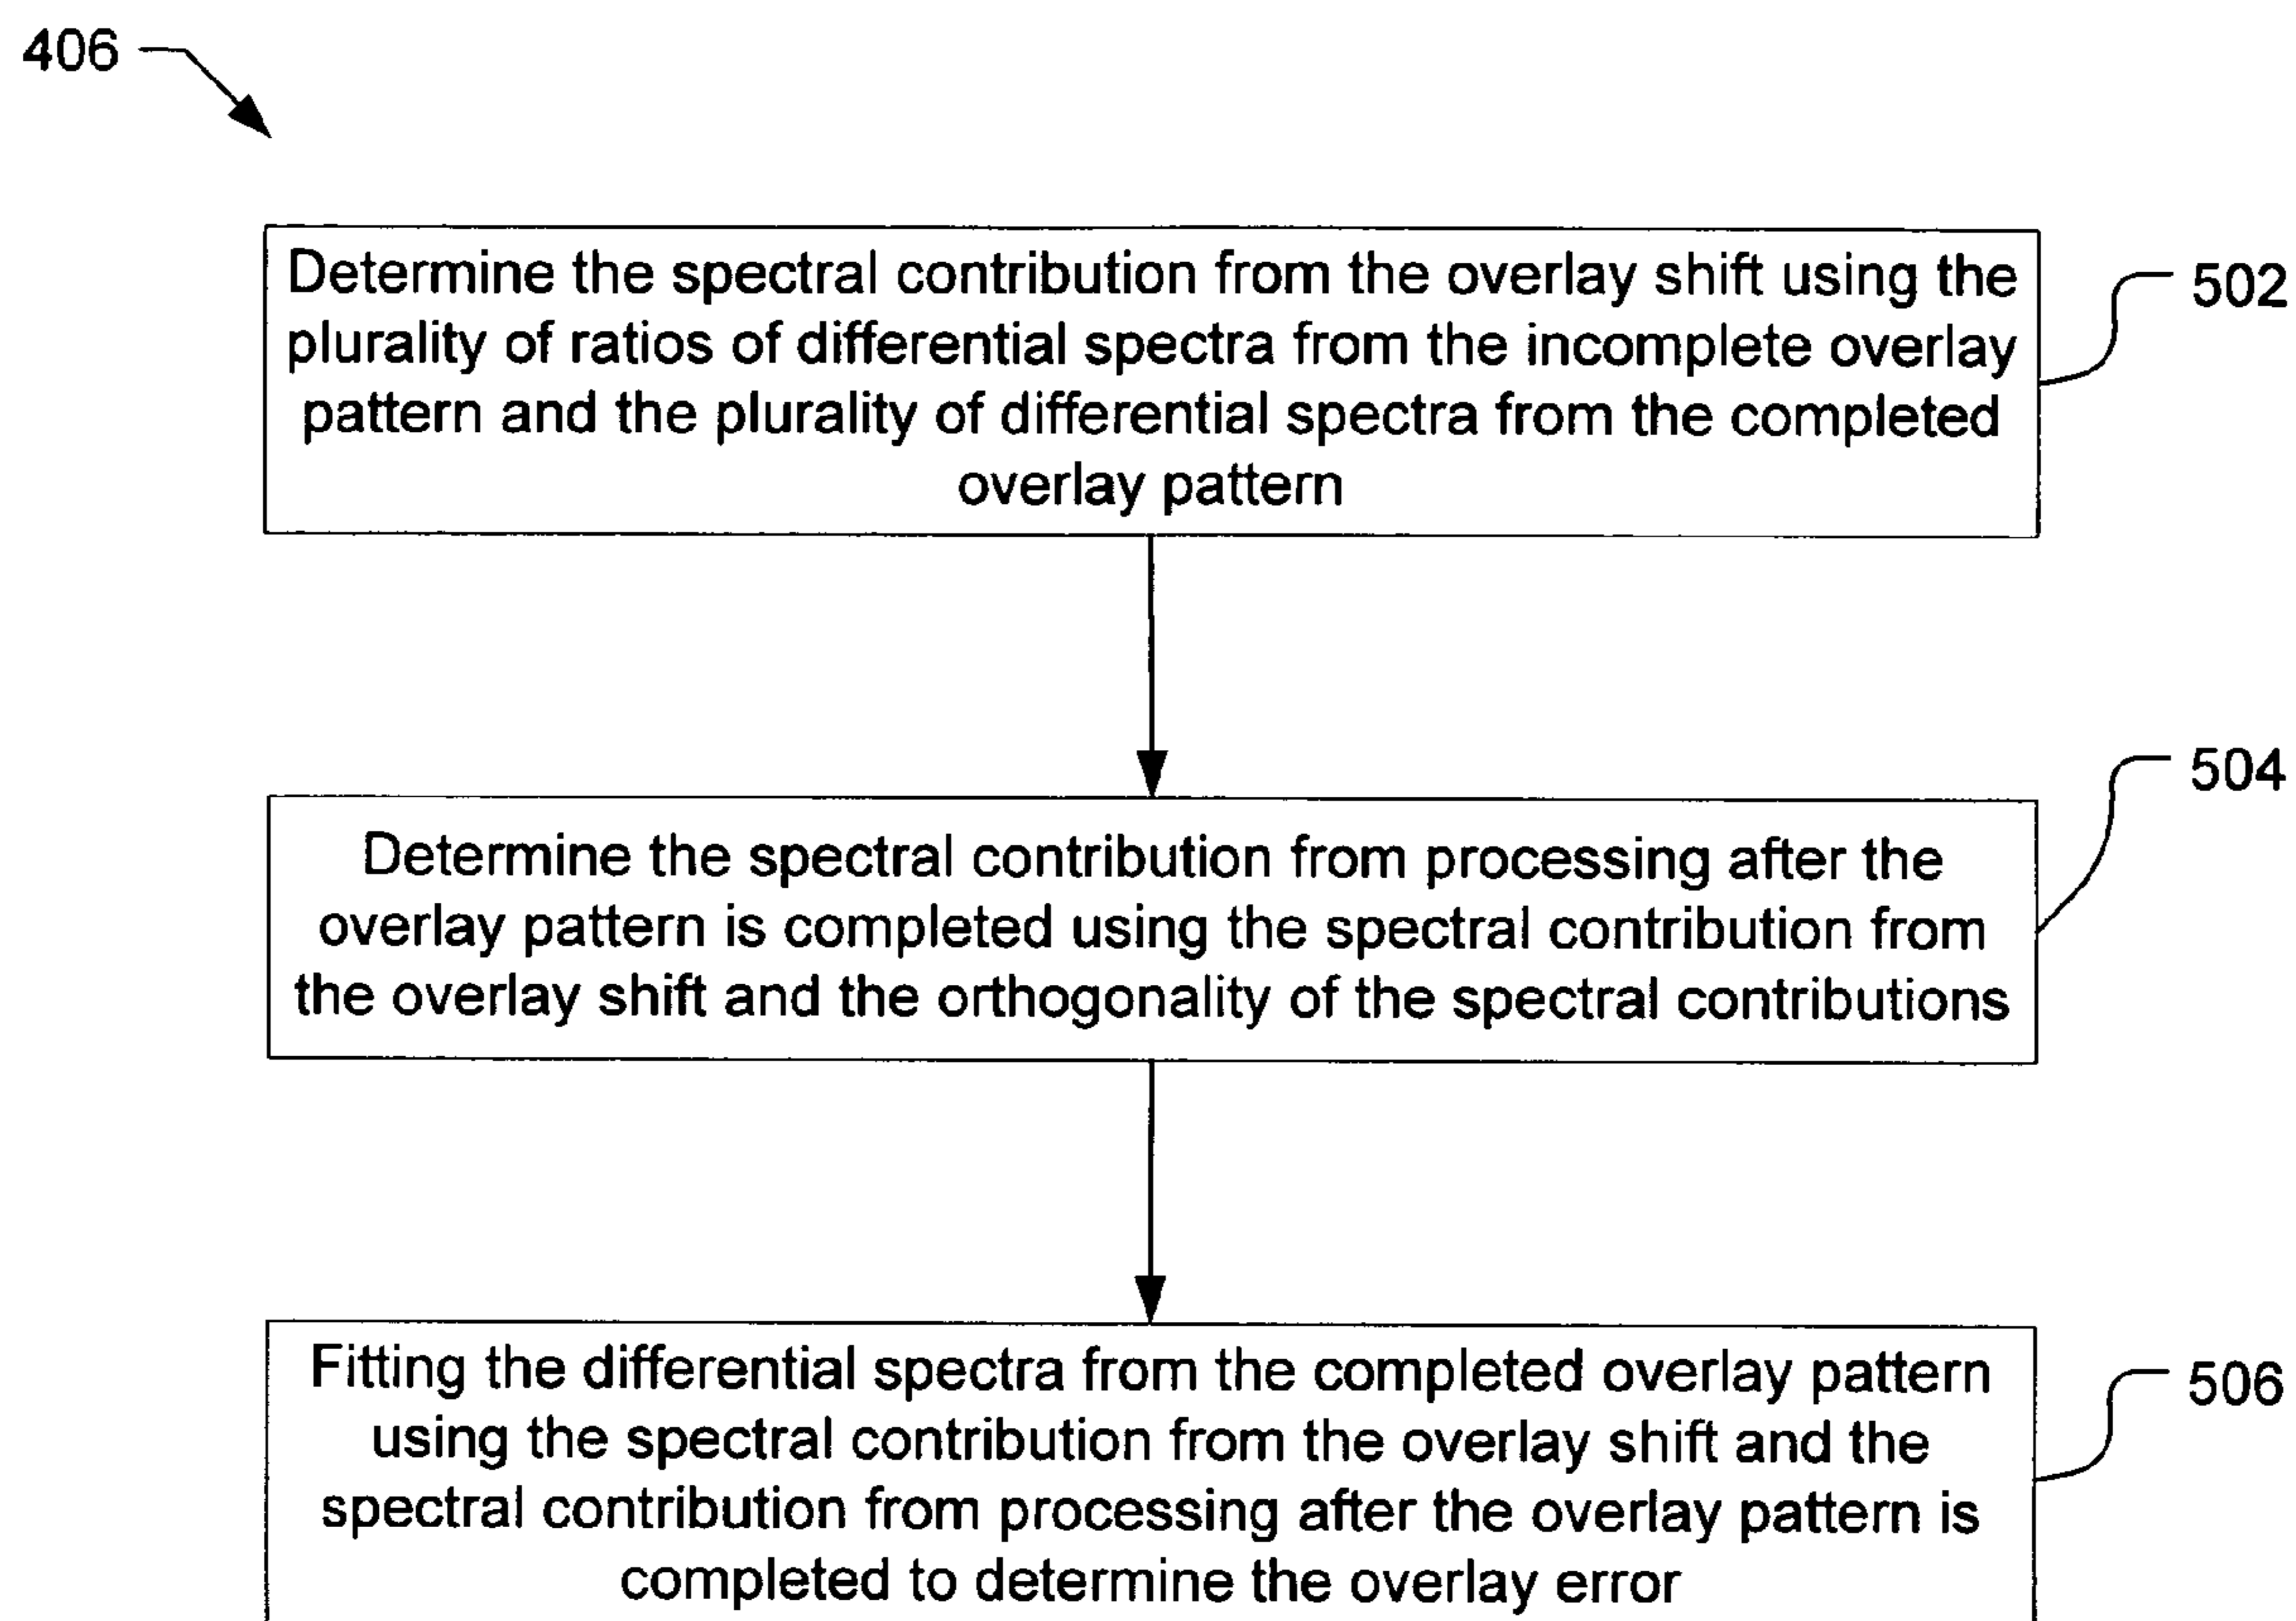 406
Determine the spectral contribution from the overlay shift using the
plurality of ratios of differential spectra from the incomplete overlay
pattern and the plurality of differential spectra from the completed
overlay pattern
502
Determine the spectral contribution from processing after the
overlay pattern is completed using the spectral contribution from
the overlay shift and the orthogonality of the spectral contributions
504
Fitting the differential spectra from the completed overlay pattern
using the spectral contribution from the overlay shift and the
spectral contribution from processing after the overlay pattern is
completed to determine the overlay error
506